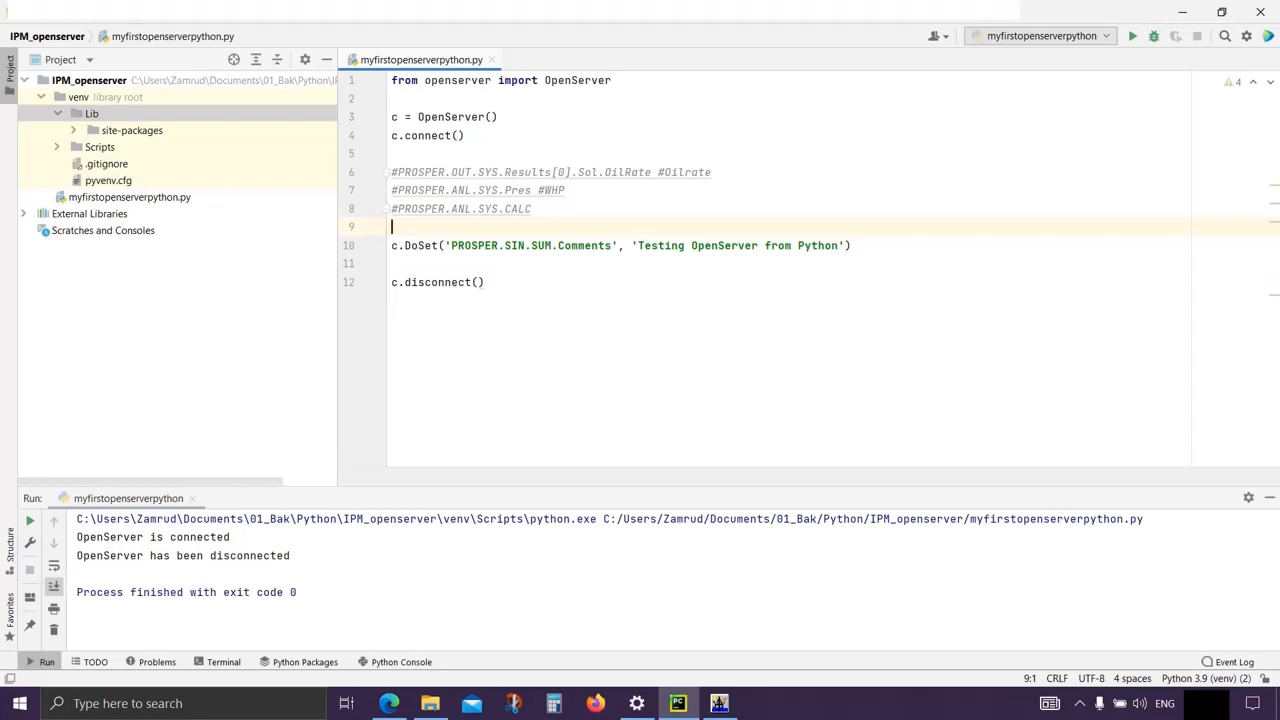 IPM_openserver myfirstopenserverpython.py
myfirstopenserverpython
Project
Project
myfirstopenserverpython.py
IPM_openserver C:\Users\Zamrud\Documents\01_Bak\Python\I
venv library root
Lib
site-packages
Scripts
.gitignore
pyvenv.cfg
myfirstopenserverpython.py
External Libraries
Scratches and Consoles
1 from openserver import OpenServer
2
3 c = OpenServer()
4 c.connect()
5
6 #PROSPER.OUT.SYS.Results[0].Sol.OilRate #Oilrate
7 #PROSPER.ANL.SYS.Pres #WHP
8 #PROSPER.ANL.SYS.CALC
9
10 c.DoSet('PROSPER.SIN.SUM.Comments', 'Testing OpenServer from Python')
11
12 c.disconnect()
4
Run: myfirstopenserverpython
C:\Users\Zamrud\Documents\01_Bak\Python\IPM_openserver\venv\Scripts\python.exe C:/Users/Zamrud/Documents/01_Bak/Python/IPM_openserver/myfirstopenserverpython.py
OpenServer is connected
OpenServer has been disconnected
Process finished with exit code 0
Structure
Favorites
Run TODO Problems Terminal Python Packages Python Console Event Log
9:1 CRLF UTF-8 4 spaces Python 3.9 (venv) (2)
Type here to search
PC
ENG